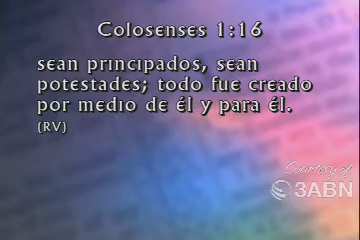 Colosenses 1:16
sean principados, sean
potestades; todo fue creado
por medio de él y para él.
(RV)
Courtesy of
3ABN